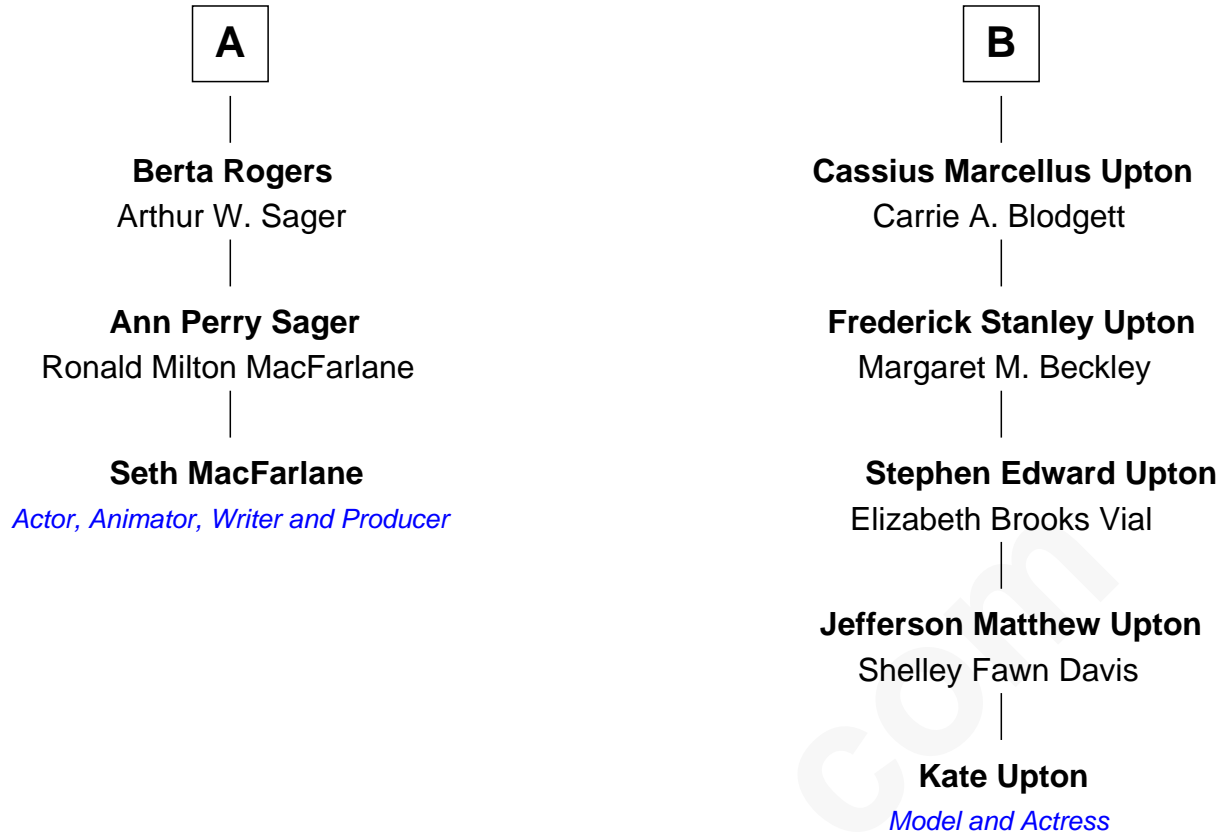 A
Berta Rogers
Arthur W. Sager
Ann Perry Sager
Ronald Milton MacFarlane
Seth MacFarlane
Actor, Animator, Writer and Producer
B
Cassius Marcellus Upton
Carrie A. Blodgett
Frederick Stanley Upton
Margaret M. Beckley
Stephen Edward Upton
Elizabeth Brooks Vial
Jefferson Matthew Upton
Shelley Fawn Davis
Kate Upton
Model and Actress
com